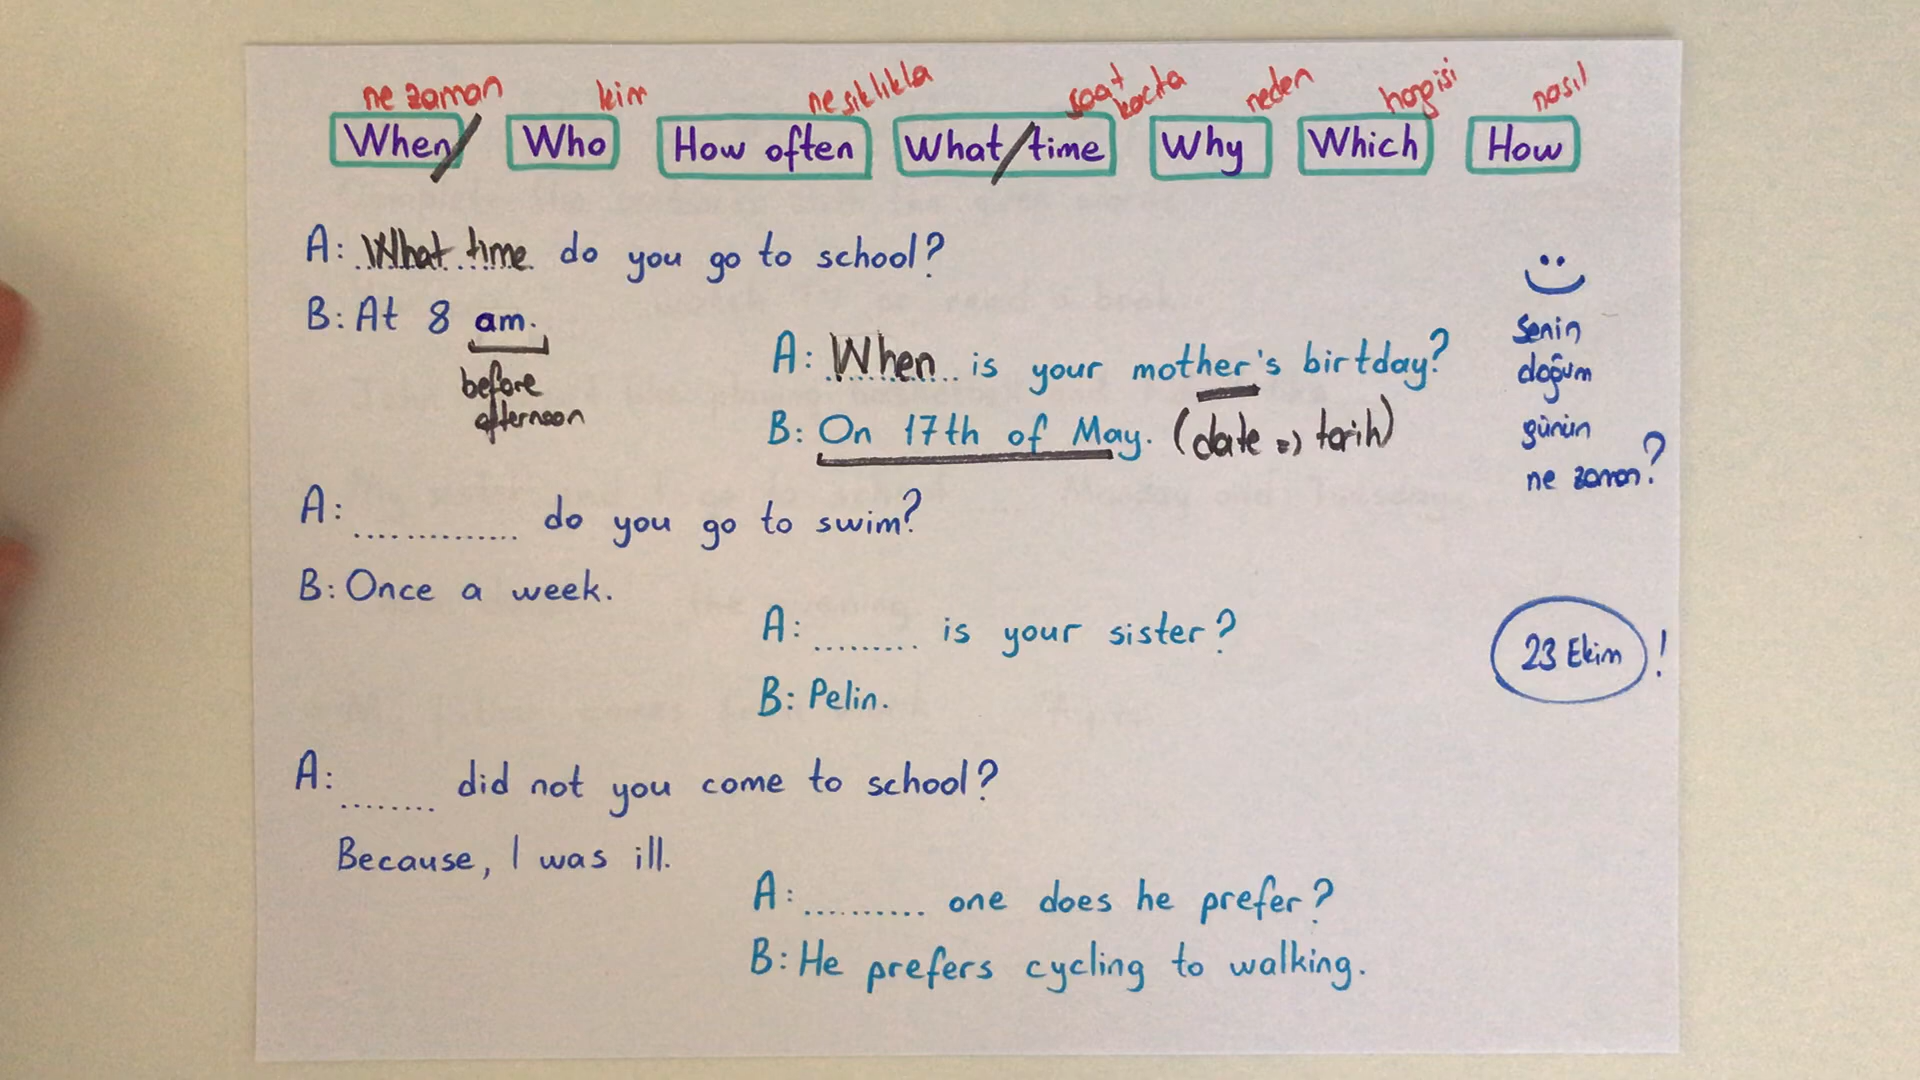 ne zaman kim ne sıklıkla saat kaçta neden hangisi nasıl
When Who How often What time Why Which How
A: What time do you go to school?
B: At 8 am.
before
afternoon
A: When is your mother's birtday?
B: On 17th of May. (date => tarih)
A: .............. do you go to swim?
B: Once a week.
A: ......... is your sister?
B: Pelin.
A: ........ did not you come to school?
Because, I was ill.
A: .......... one does he prefer?
B: He prefers cycling to walking.
Senin
doğum
günün
ne zaman?
23 Ekim !